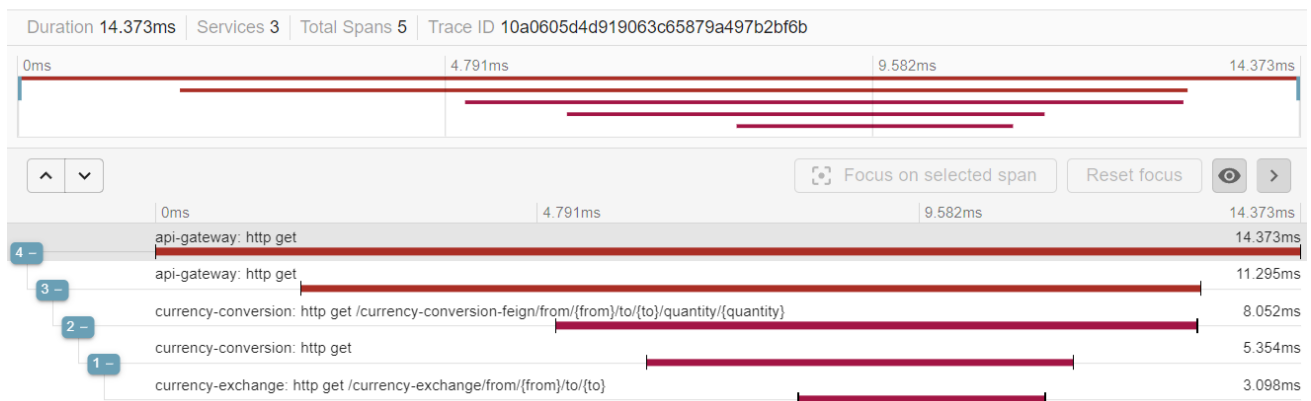 Duration 14.373ms Services 3 Total Spans 5 Trace ID 10a0605d4d919063c65879a497b2bf6b
0ms 4.791ms 9.582ms 14.373ms
Focus on selected span Reset focus
0ms 4.791ms 9.582ms 14.373ms
api-gateway: http get 14.373ms
4 –
api-gateway: http get 11.295ms
3 –
currency-conversion: http get /currency-conversion-feign/from/{from}/to/{to}/quantity/{quantity} 8.052ms
2 –
currency-conversion: http get 5.354ms
1 –
currency-exchange: http get /currency-exchange/from/{from}/to/{to} 3.098ms